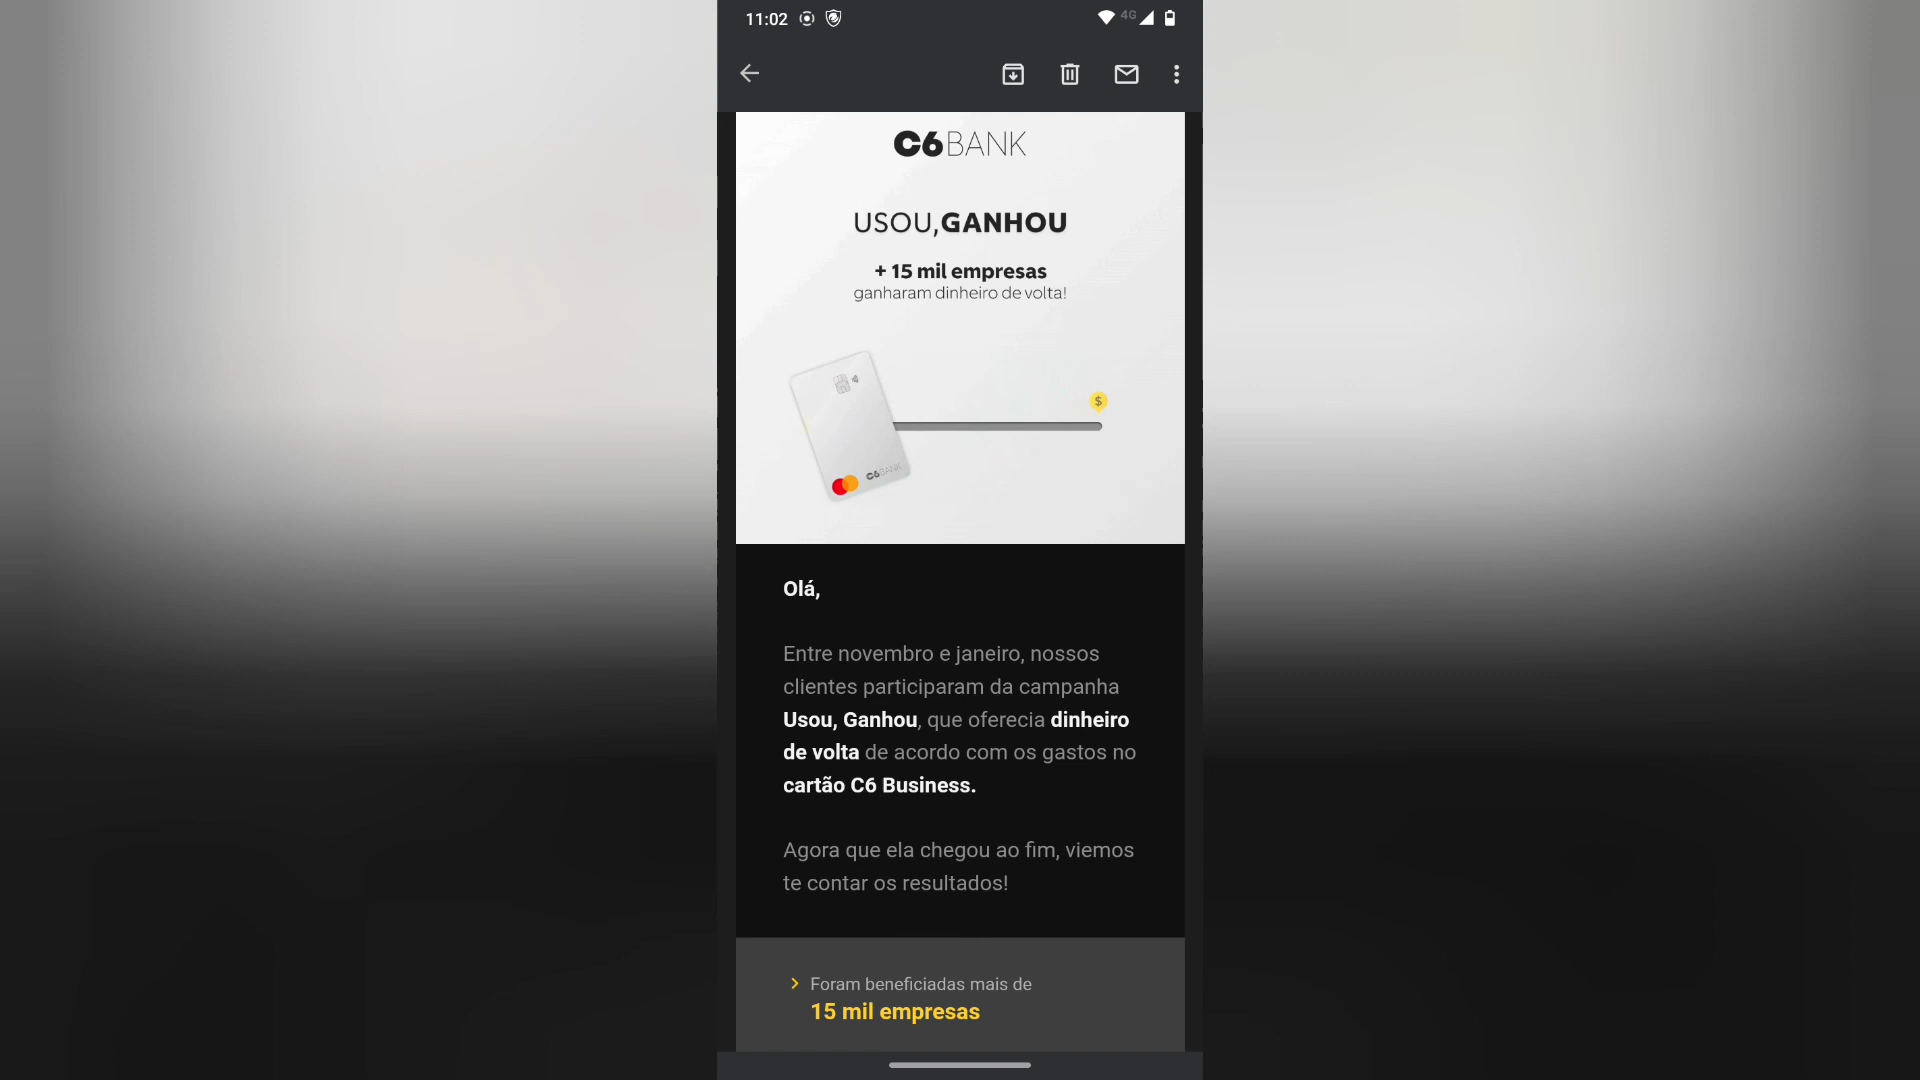 11:02
4G
C6BANK
USOU,GANHOU
+ 15 mil empresas
ganharam dinheiro de volta!
$
C6BANK
Olá,
Entre novembro e janeiro, nossos
clientes participaram da campanha
Usou, Ganhou, que oferecia dinheiro
de volta de acordo com os gastos no
cartão C6 Business.
Agora que ela chegou ao fim, viemos
te contar os resultados!
Foram beneficiadas mais de
15 mil empresas